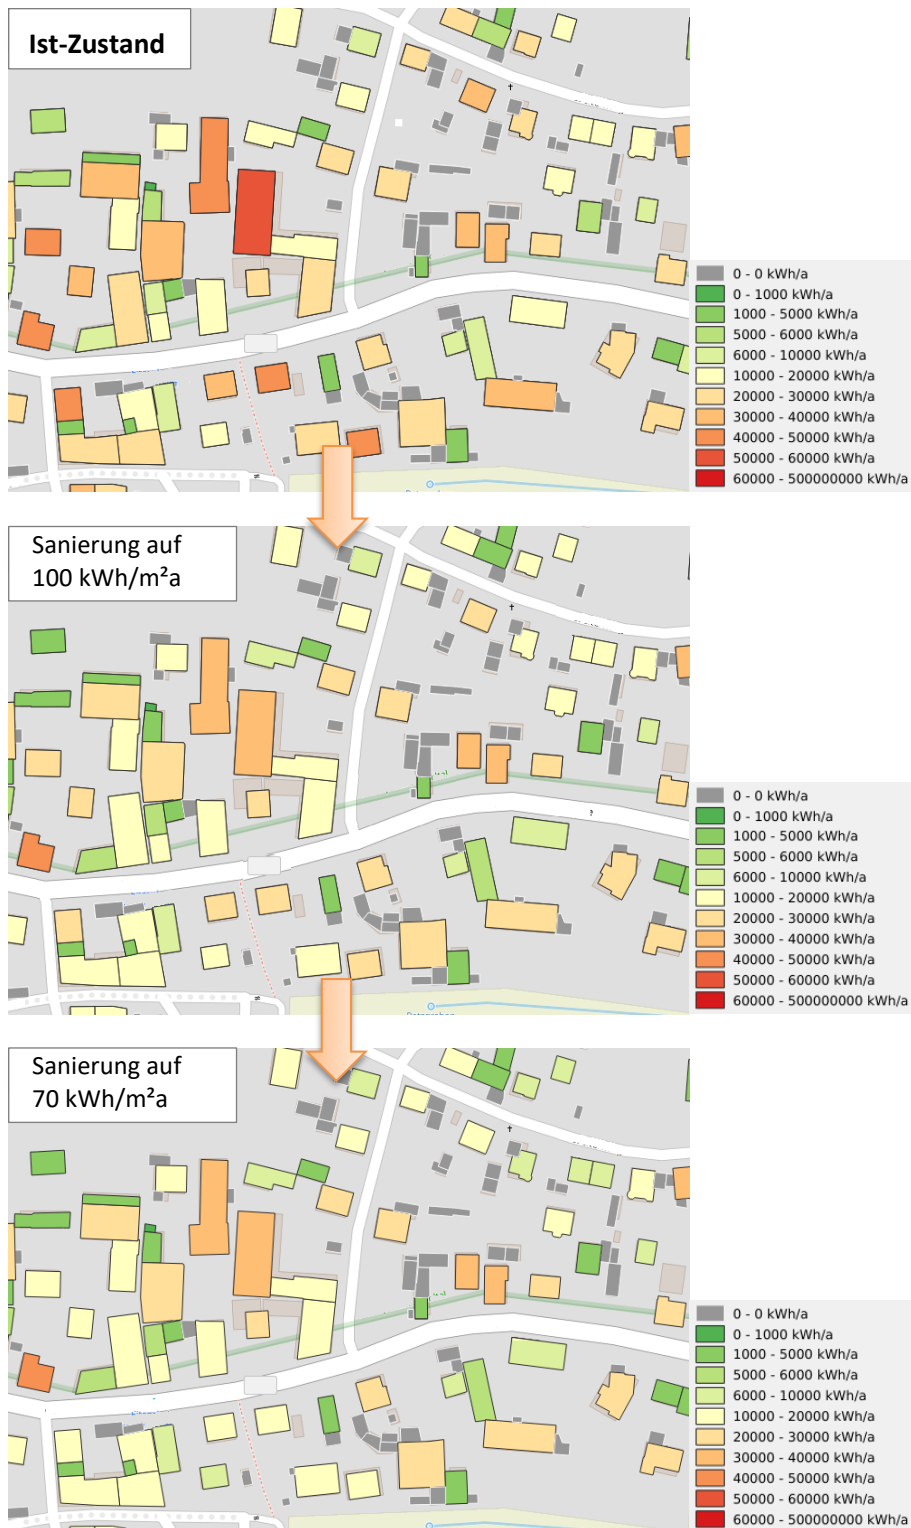 Ist-Zustand
0 - 0 kWh/a
0 - 1000 kWh/a
1000 - 5000 kWh/a
5000 - 6000 kWh/a
6000 - 10000 kWh/a
10000 - 20000 kWh/a
20000 - 30000 kWh/a
30000 - 40000 kWh/a
40000 - 50000 kWh/a
50000 - 60000 kWh/a
60000 - 500000000 kWh/a
Sanierung auf
100 kWh/m²a
0 - 0 kWh/a
0 - 1000 kWh/a
1000 - 5000 kWh/a
5000 - 6000 kWh/a
6000 - 10000 kWh/a
10000 - 20000 kWh/a
20000 - 30000 kWh/a
30000 - 40000 kWh/a
40000 - 50000 kWh/a
50000 - 60000 kWh/a
60000 - 500000000 kWh/a
Sanierung auf
70 kWh/m²a
0 - 0 kWh/a
0 - 1000 kWh/a
1000 - 5000 kWh/a
5000 - 6000 kWh/a
6000 - 10000 kWh/a
10000 - 20000 kWh/a
20000 - 30000 kWh/a
30000 - 40000 kWh/a
40000 - 50000 kWh/a
50000 - 60000 kWh/a
60000 - 500000000 kWh/a